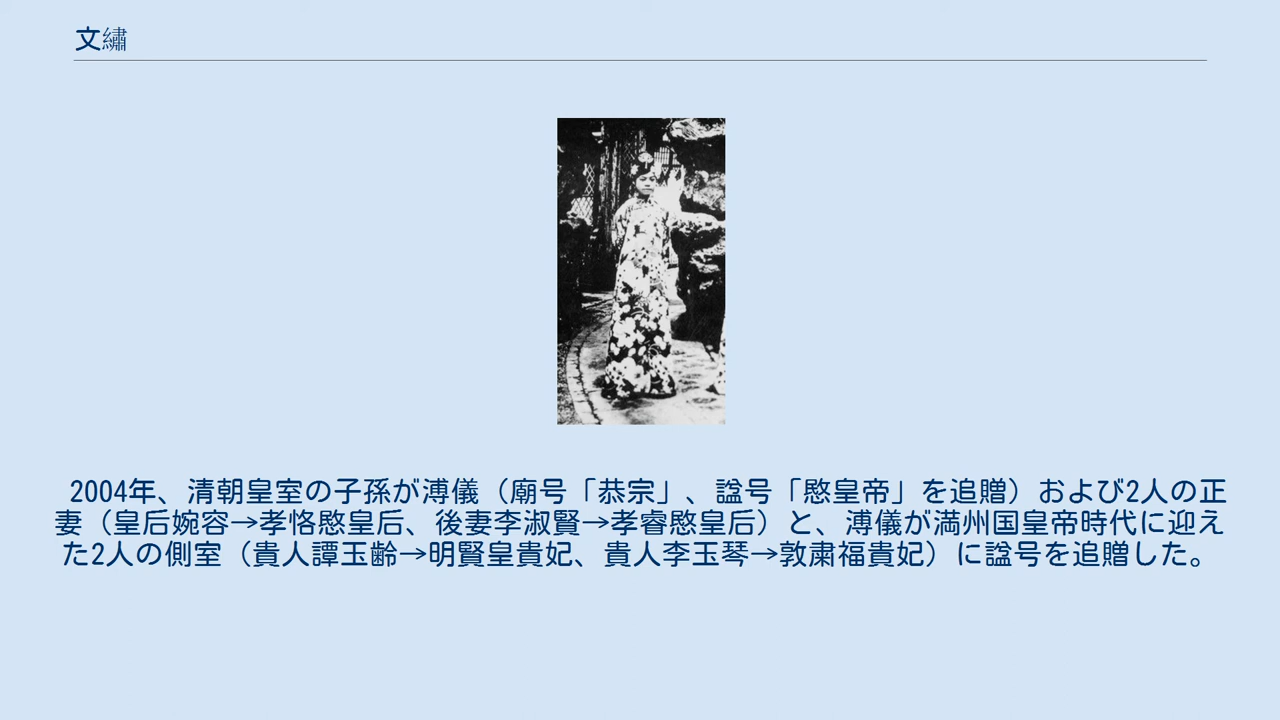 文繡
2004年、清朝皇室の子孫が溥儀（廟号「恭宗」、諡号「愍皇帝」を追贈）および2人の正
妻（皇后婉容→孝恪愍皇后、後妻李淑賢→孝睿愍皇后）と、溥儀が満州国皇帝時代に迎え
た2人の側室（貴人譚玉齢→明賢皇貴妃、貴人李玉琴→敦粛福貴妃）に諡号を追贈した。